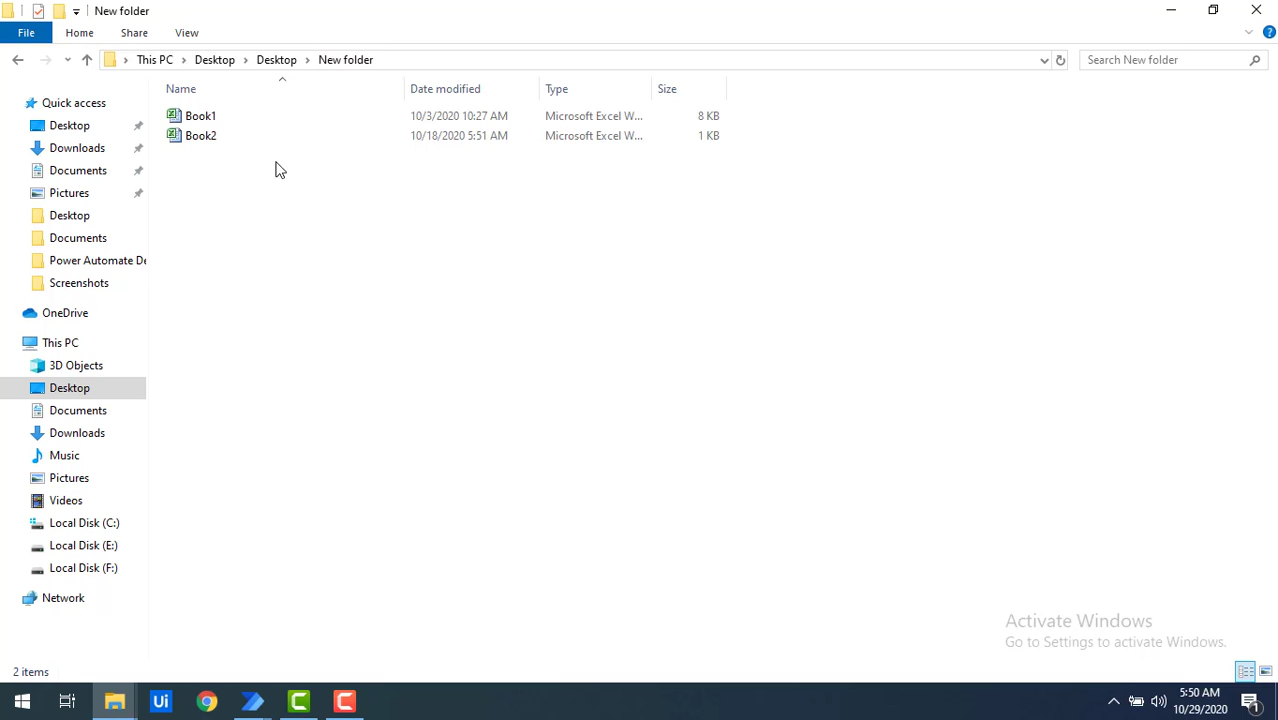 New folder
File Home Share View
This PC Desktop Desktop New folder
Search New folder
Name Date modified Type Size
Book1 10/3/2020 10:27 AM Microsoft Excel W... 8 KB
Book2 10/18/2020 5:51 AM Microsoft Excel W... 1 KB
Quick access
Desktop
Downloads
Documents
Pictures
Desktop
Documents
Power Automate De
Screenshots
OneDrive
This PC
3D Objects
Desktop
Documents
Downloads
Music
Pictures
Videos
Local Disk (C:)
Local Disk (E:)
Local Disk (F:)
Network
Activate Windows
Go to Settings to activate Windows.
2 items
Ui
5:50 AM
10/29/2020
1